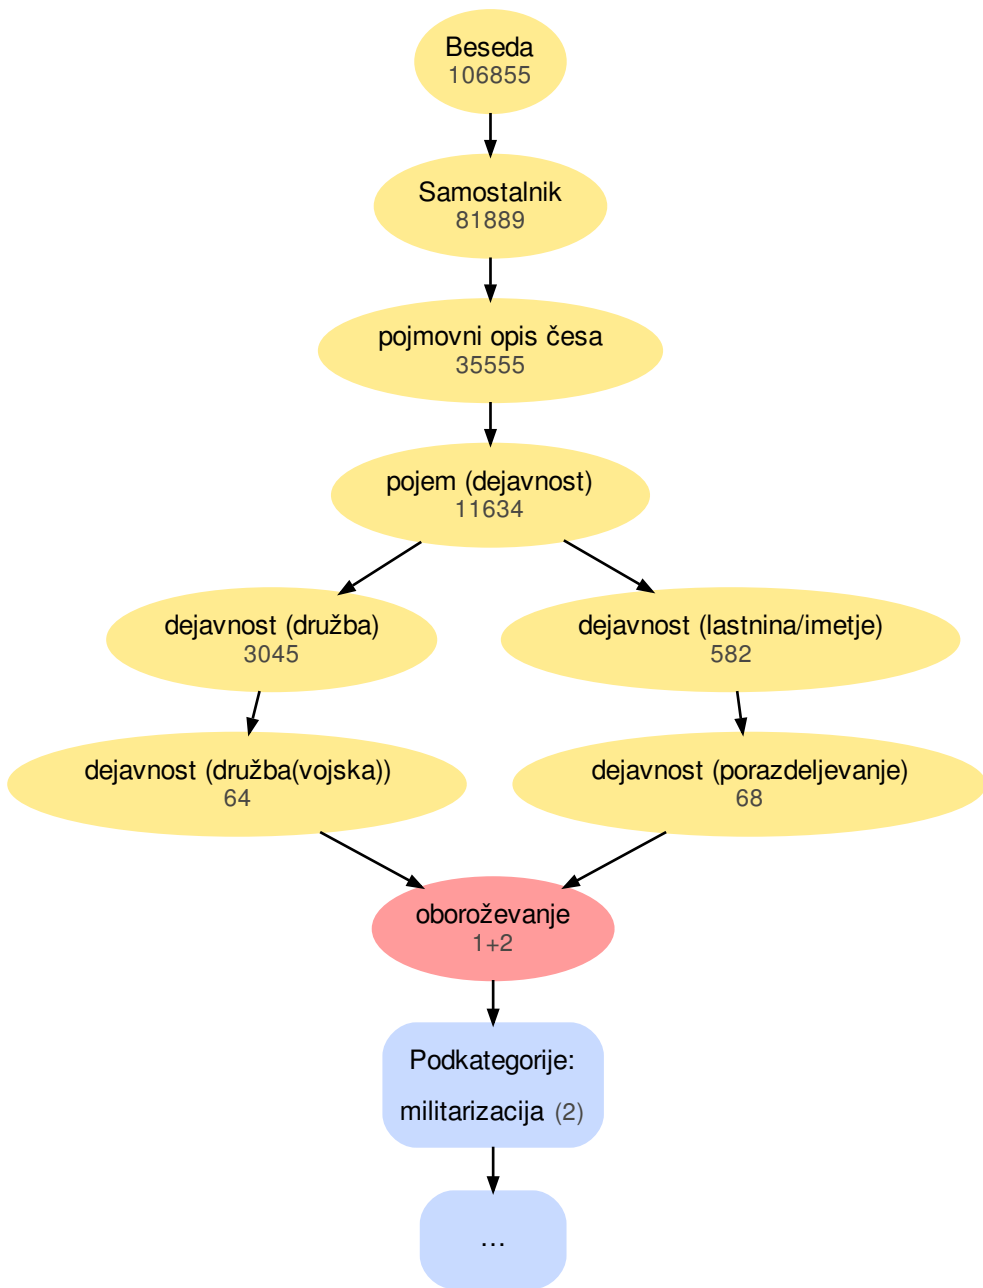 Beseda
106855
Samostalnik
81889
pojmovni opis česa
35555
pojem (dejavnost)
11634
dejavnost (družba)
3045
dejavnost (lastnina/imetje)
582
dejavnost (družba(vojska))
64
dejavnost (porazdeljevanje)
68
oboroževanje
1+2
Podkategorije:
militarizacija (2)
...